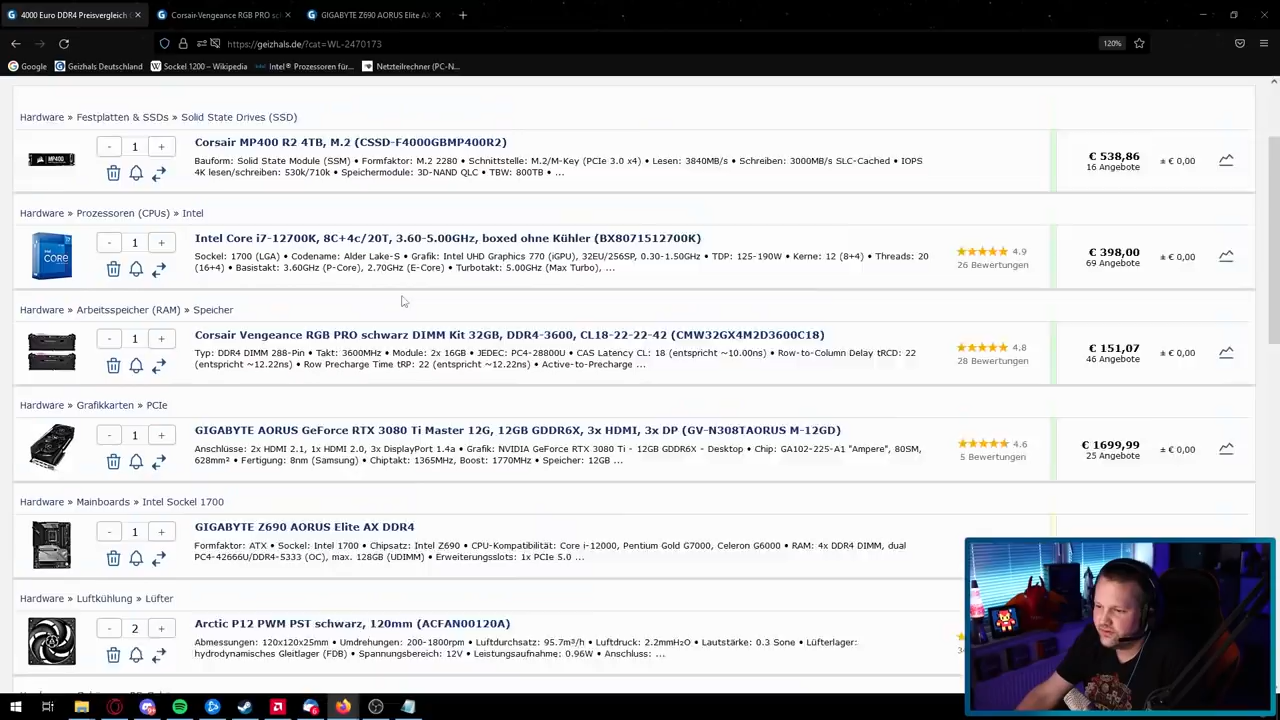 4000 Euro DDR4 Preisvergleich
Corsair Vengeance RGB PRO sc
GIGABYTE Z690 AORUS Elite AX
https://geizhals.de/?cat=WL-2470173
120%
Google
Geizhals Deutschland
Sockel 1200 – Wikipedia
Intel® Prozessoren für...
Netzteilrechner (PC-N...
Hardware » Festplatten & SSDs » Solid State Drives (SSD)
Corsair MP400 R2 4TB, M.2 (CSSD-F4000GBMP400R2)
- 1 +
Bauform: Solid State Module (SSM) • Formfaktor: M.2 2280 • Schnittstelle: M.2/M-Key (PCIe 3.0 x4) • Lesen: 3840MB/s • Schreiben: 3000MB/s SLC-Cached • IOPS
4K lesen/schreiben: 530k/710k • Speichermodule: 3D-NAND QLC • TBW: 800TB • ...
€ 538,86
16 Angebote
± € 0,00
Hardware » Prozessoren (CPUs) » Intel
Intel Core i7-12700K, 8C+4c/20T, 3.60-5.00GHz, boxed ohne Kühler (BX8071512700K)
- 1 +
Sockel: 1700 (LGA) • Codename: Alder Lake-S • Grafik: Intel UHD Graphics 770 (iGPU), 32EU/256SP, 0.30-1.50GHz • TDP: 125-190W • Kerne: 12 (8+4) • Threads: 20
(16+4) • Basistakt: 3.60GHz (P-Core), 2.70GHz (E-Core) • Turbotakt: 5.00GHz (Max Turbo), ...
4.9
26 Bewertungen
€ 398,00
69 Angebote
± € 0,00
Hardware » Arbeitsspeicher (RAM) » Speicher
Corsair Vengeance RGB PRO schwarz DIMM Kit 32GB, DDR4-3600, CL18-22-22-42 (CMW32GX4M2D3600C18)
- 1 +
Typ: DDR4 DIMM 288-Pin • Takt: 3600MHz • Module: 2x 16GB • JEDEC: PC4-28800U • CAS Latency CL: 18 (entspricht ~10.00ns) • Row-to-Column Delay tRCD: 22
(entspricht ~12.22ns) • Row Precharge Time tRP: 22 (entspricht ~12.22ns) • Active-to-Precharge ...
4.8
28 Bewertungen
€ 151,07
46 Angebote
± € 0,00
Hardware » Grafikkarten » PCIe
GIGABYTE AORUS GeForce RTX 3080 Ti Master 12G, 12GB GDDR6X, 3x HDMI, 3x DP (GV-N308TAORUS M-12GD)
- 1 +
Anschlüsse: 2x HDMI 2.1, 1x HDMI 2.0, 3x DisplayPort 1.4a • Grafik: NVIDIA GeForce RTX 3080 Ti - 12GB GDDR6X - Desktop • Chip: GA102-225-A1 "Ampere", 80SM,
628mm² • Fertigung: 8nm (Samsung) • Chiptakt: 1365MHz, Boost: 1770MHz • Speicher: 12GB ...
4.6
5 Bewertungen
€ 1699,99
25 Angebote
± € 0,00
Hardware » Mainboards » Intel Sockel 1700
GIGABYTE Z690 AORUS Elite AX DDR4
- 1 +
Formfaktor: ATX • Sockel: Intel 1700 • Chipsatz: Intel Z690 • CPU-Kompatibilität: Core i-12000, Pentium Gold G7000, Celeron G6000 • RAM: 4x DDR4 DIMM, dual
PC4-42666U/DDR4-5333 (OC), max. 128GB (UDIMM) • Erweiterungsslots: 1x PCIe 5.0 ...
Hardware » Luftkühlung » Lüfter
Arctic P12 PWM PST schwarz, 120mm (ACFAN00120A)
- 2 +
Abmessungen: 120x120x25mm • Umdrehungen: 200-1800rpm • Luftdurchsatz: 95.7m³/h • Luftdruck: 2.2mmH₂O • Lautstärke: 0.3 Sone • Lüfterlager:
hydrodynamisches Gleitlager (FDB) • Spannungsbereich: 12V • Leistungsaufnahme: 0.96W • Anschluss: ...